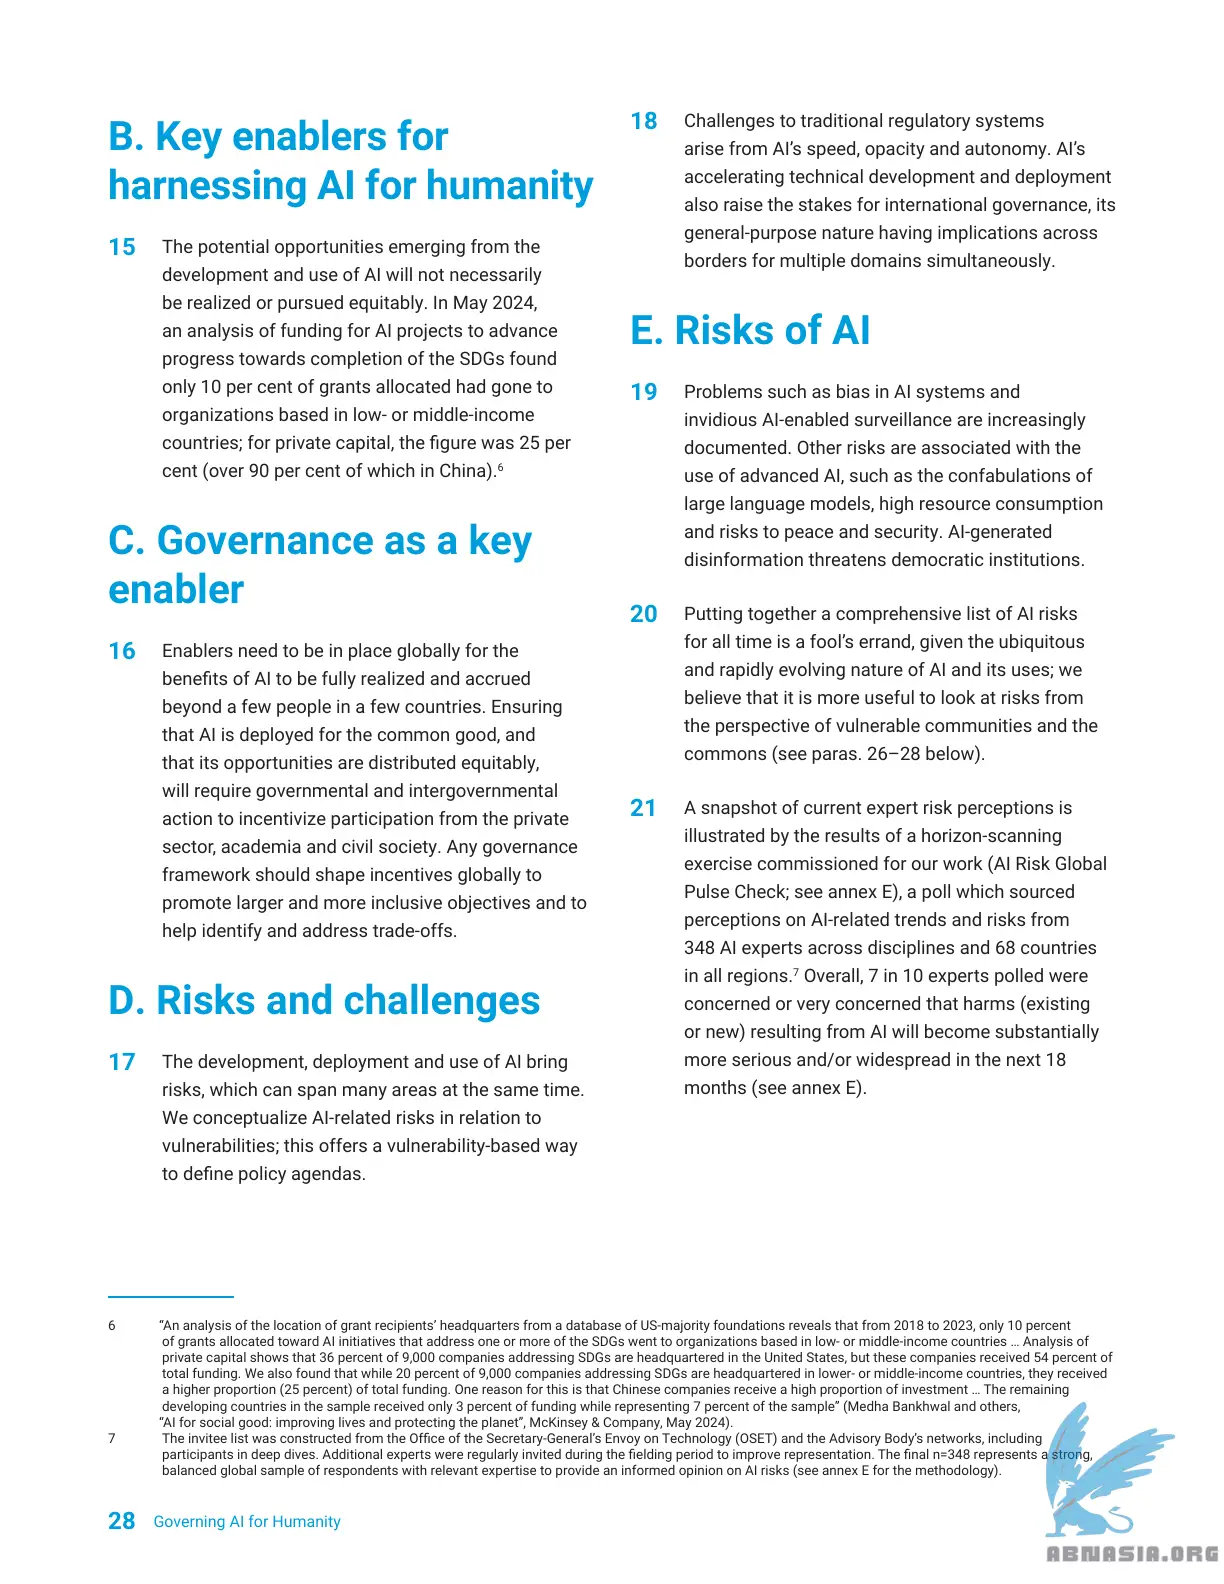 B. Key enablers for
harnessing AI for humanity
15 The potential opportunities emerging from the
development and use of AI will not necessarily
be realized or pursued equitably. In May 2024,
an analysis of funding for AI projects to advance
progress towards completion of the SDGs found
only 10 per cent of grants allocated had gone to
organizations based in low- or middle-income
countries; for private capital, the figure was 25 per
cent (over 90 per cent of which in China).6
C. Governance as a key
enabler
16 Enablers need to be in place globally for the
benefits of AI to be fully realized and accrued
beyond a few people in a few countries. Ensuring
that AI is deployed for the common good, and
that its opportunities are distributed equitably,
will require governmental and intergovernmental
action to incentivize participation from the private
sector, academia and civil society. Any governance
framework should shape incentives globally to
promote larger and more inclusive objectives and to
help identify and address trade-offs.
D. Risks and challenges
17 The development, deployment and use of AI bring
risks, which can span many areas at the same time.
We conceptualize AI-related risks in relation to
vulnerabilities; this offers a vulnerability-based way
to define policy agendas.
18 Challenges to traditional regulatory systems
arise from AI’s speed, opacity and autonomy. AI’s
accelerating technical development and deployment
also raise the stakes for international governance, its
general-purpose nature having implications across
borders for multiple domains simultaneously.
E. Risks of AI
19 Problems such as bias in AI systems and
invidious AI-enabled surveillance are increasingly
documented. Other risks are associated with the
use of advanced AI, such as the confabulations of
large language models, high resource consumption
and risks to peace and security. AI-generated
disinformation threatens democratic institutions.
20 Putting together a comprehensive list of AI risks
for all time is a fool’s errand, given the ubiquitous
and rapidly evolving nature of AI and its uses; we
believe that it is more useful to look at risks from
the perspective of vulnerable communities and the
commons (see paras. 26–28 below).
21 A snapshot of current expert risk perceptions is
illustrated by the results of a horizon-scanning
exercise commissioned for our work (AI Risk Global
Pulse Check; see annex E), a poll which sourced
perceptions on AI-related trends and risks from
348 AI experts across disciplines and 68 countries
in all regions.7 Overall, 7 in 10 experts polled were
concerned or very concerned that harms (existing
or new) resulting from AI will become substantially
more serious and/or widespread in the next 18
months (see annex E).
6 “An analysis of the location of grant recipients’ headquarters from a database of US-majority foundations reveals that from 2018 to 2023, only 10 percent
of grants allocated toward AI initiatives that address one or more of the SDGs went to organizations based in low- or middle-income countries … Analysis of
private capital shows that 36 percent of 9,000 companies addressing SDGs are headquartered in the United States, but these companies received 54 percent of
total funding. We also found that while 20 percent of 9,000 companies addressing SDGs are headquartered in lower- or middle-income countries, they received
a higher proportion (25 percent) of total funding. One reason for this is that Chinese companies receive a high proportion of investment … The remaining
developing countries in the sample received only 3 percent of funding while representing 7 percent of the sample” (Medha Bankhwal and others,
“AI for social good: improving lives and protecting the planet”, McKinsey & Company, May 2024).
7 The invitee list was constructed from the Office of the Secretary-General’s Envoy on Technology (OSET) and the Advisory Body’s networks, including
participants in deep dives. Additional experts were regularly invited during the fielding period to improve representation. The final n=348 represents a strong,
balanced global sample of respondents with relevant expertise to provide an informed opinion on AI risks (see annex E for the methodology).
28 Governing AI for Humanity
ABNASIA.ORG